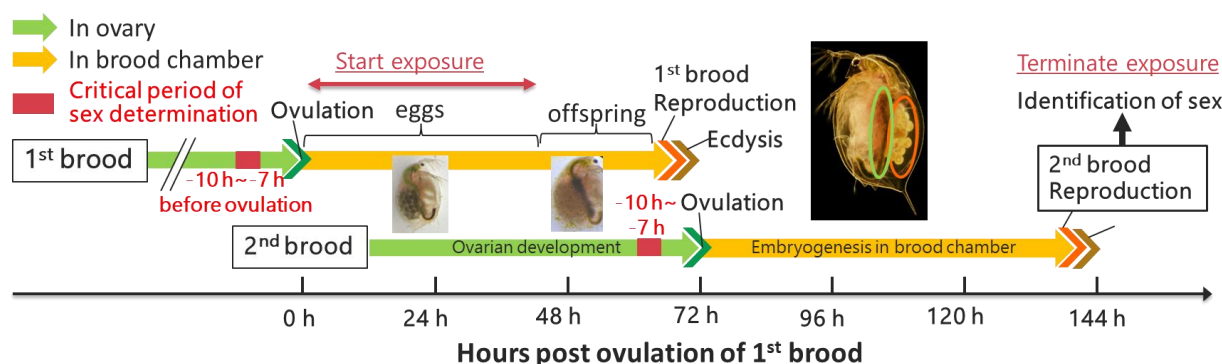 In ovary
In brood chamber
Critical period of
sex determination
Start exposure
Ovulation
eggs
offspring
1st brood
Reproduction
Ecdysis
Terminate exposure
Identification of sex
1st brood
-10 h~-7 h
before ovulation
2nd brood
Reproduction
-10 h~
-7 h
Ovulation
2nd brood
Ovarian development
Embryogenesis in brood chamber
0 h
24 h
48 h
72 h
96 h
120 h
144 h
Hours post ovulation of 1st brood